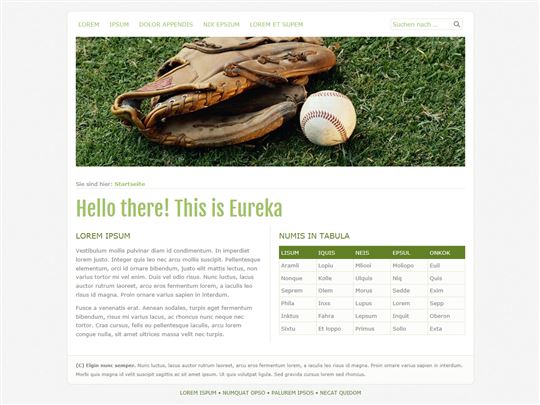 LOREM IPSUM DOLOR APPENDIS NIX EPSIUM LOREM ET SUPEM
Suchen nach ...
Sie sind hier: Startseite
Hello there! This is Eureka
LOREM IPSUM
Vestibulum mollis pulvinar diam id condimentum. In imperdiet
lorem justo. Integer quis leo nec arcu mollis suscipit. Pellentesque
elementum, orci id ornare bibendum, justo elit mattis lectus, non
varius tortor mi vel enim. Duis vel odio risus. Nunc luctus, lacus
auctor rutrum laoreet, arcu eros fermentum lorem, a iaculis leo
risus id magna. Proin ornare varius sapien in interdum.
Fusce a venenatis erat. Aenean sodales, turpis eget fermentum
bibendum, risus mi varius lacus, ac rhoncus nunc neque nec
tortor. Cras cursus, felis eu pellentesque iaculis, arcu lorem
congue nulla, sit amet viverra massa velit nec turpis.
NUMIS IN TABULA
LISUM IQUIS NEIS EPSUL ONKOK
Aramli Lopiu Mliosi Moliopo Euil
Nonque Kolle Ulquis Niq Quis
Seprem Olem Morus Sedde Exim
Phila Inxs Lupus Lorem Sepp
Inktus Fahra Lepsum Inquit Oberon
Sixtu Et loppo Primus Solio Exta
(C) Eligin nunc semper. Nunc luctus, lacus auctor rutrum laoreet, arcu eros fermentum lorem, a iaculis leo risus id magna. Proin ornare varius sapien in interdum.
Morbi quis magna id velit suscipit sagittis ac sit amet ipsum. Ut quis volutpat ligula. Sed gravida cursus lorem sed rhoncus.
LOREM ISPUM • NUMQUAT OPSO • PALUREM IPSOS • NECAT QUIDOM